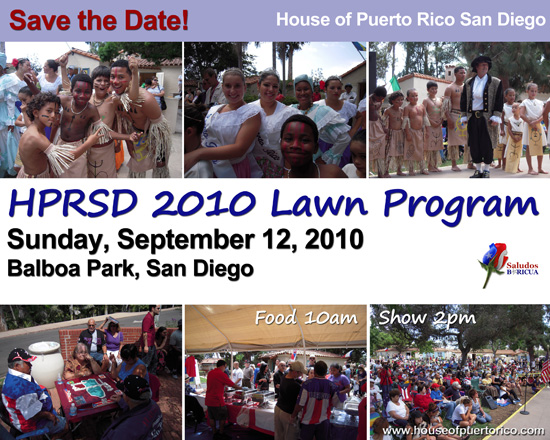 Save the Date!
House of Puerto Rico San Diego
HPRSD 2010 Lawn Program
Sunday, September 12, 2010
Balboa Park, San Diego
Saludos
BORICUA
Food 10am
Show 2pm
www.houseofpuertorico.com